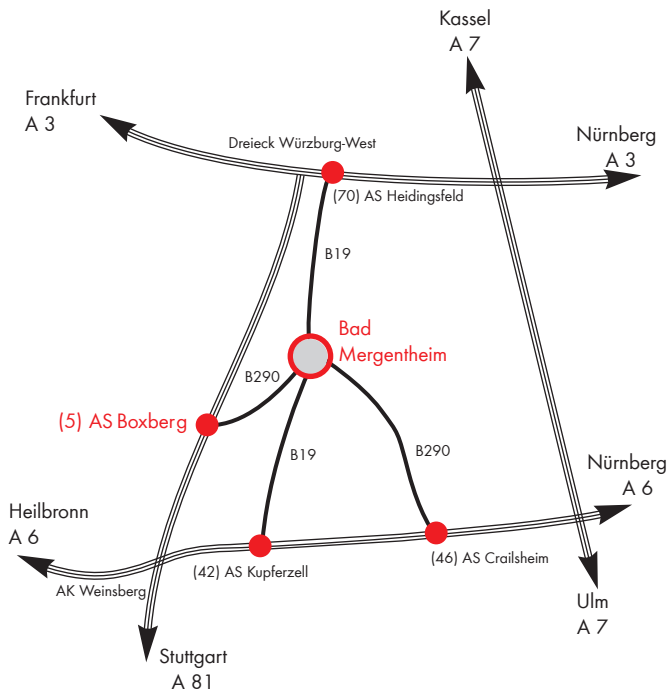 Kassel
A 7
Frankfurt
A 3
Dreieck Würzburg-West
Nürnberg
A 3
(70) AS Heidingsfeld
B19
Bad
Mergentheim
B290
(5) AS Boxberg
B19
B290
Nürnberg
A 6
Heilbronn
A 6
(46) AS Crailsheim
(42) AS Kupferzell
AK Weinsberg
Ulm
A 7
Stuttgart
A 81